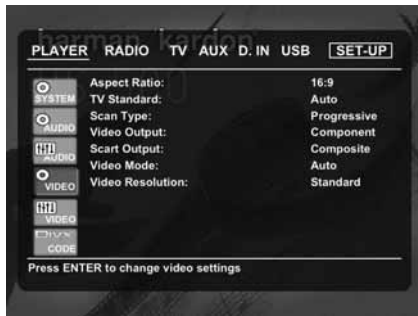 harman kardon
PLAYER RADIO TV AUX D. IN USB SET-UP
SYSTEM
AUDIO
AUDIO
VIDEO
VIDEO
DivX
CODE
Aspect Ratio: 16:9
TV Standard: Auto
Scan Type: Progressive
Video Output: Component
Scart Output: Composite
Video Mode: Auto
Video Resolution: Standard
Press ENTER to change video settings